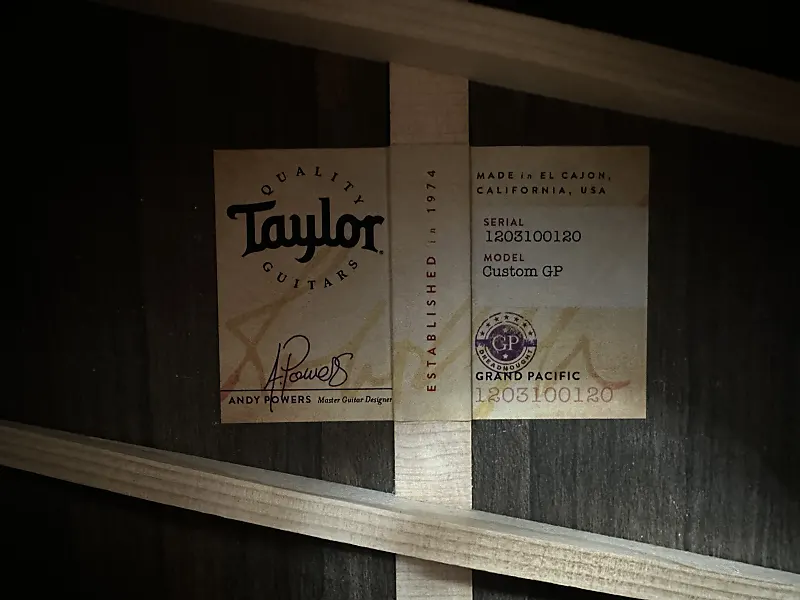 QUALITY
Taylor
GUITARS
A. Powers
ANDY POWERS Master Guitar Designer
ESTABLISHED in 1974
MADE in EL CAJON,
CALIFORNIA, USA
SERIAL
1203100120
MODEL
Custom GP
GP
DREADNOUGHT
GRAND PACIFIC
1203100120